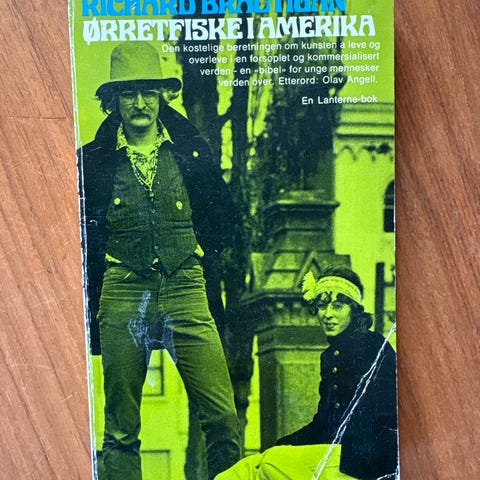 RICHARD BRAUTIGAN
ØRRETFISKE I AMERIKA
Den kostelige beretningen om kunsten å leve og
overleve i en forsøplet og kommersialisert
verden - en «bibel» for unge mennesker
verden over. Etterord: Olav Angell.
En Lanterne-bok